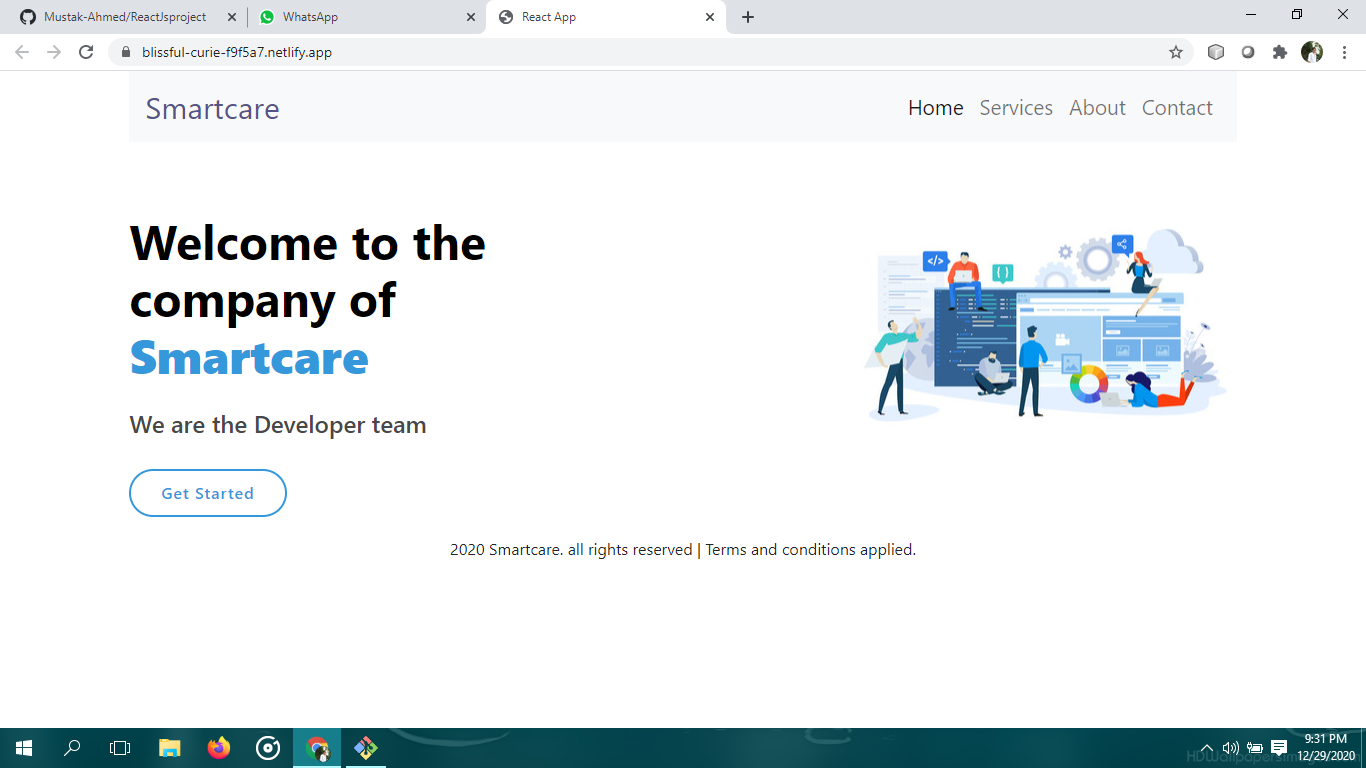 Mustak-Ahmed/ReactJsproject
WhatsApp
React App
blissful-curie-f9f5a7.netlify.app
Smartcare
Home
Services
About
Contact
Welcome to the
company of
Smartcare
We are the Developer team
Get Started
</>
{ }
2020 Smartcare. all rights reserved | Terms and conditions applied.
9:31 PM
12/29/2020